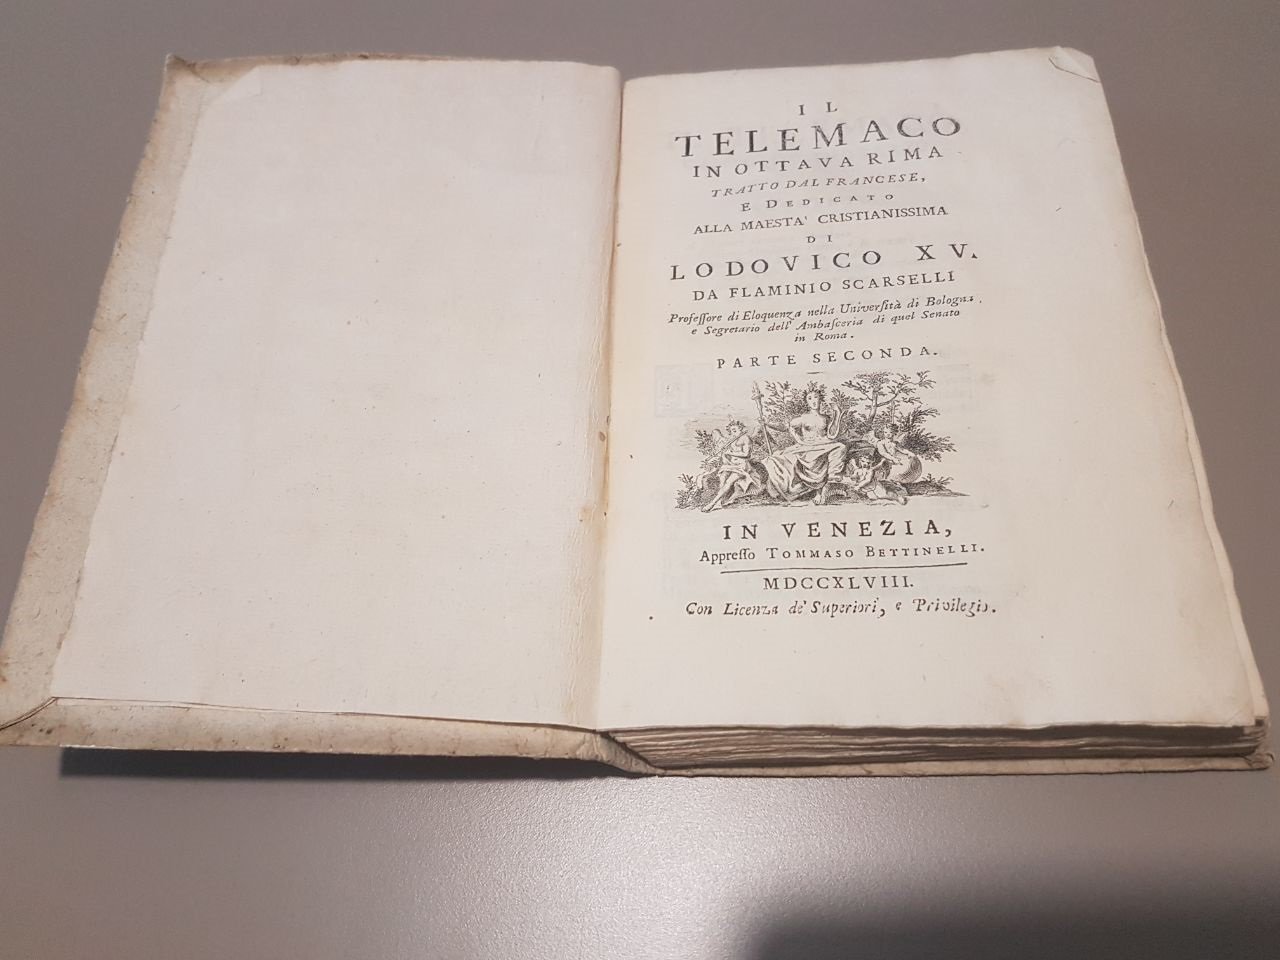 IL
TELEMACO
IN OTTAVA RIMA
TRATTO DAL FRANCESE,
E DEDICATO
ALLA MAESTA' CRISTIANISSIMA
DI
LODOVICO XV.
DA FLAMINIO SCARSELLI
Profeſſore di Eloquenza nella Univerſità di Bologna,
e Segretario dell' Ambaſceria di quel Senato
in Roma.
PARTE SECONDA.
IN VENEZIA,
Appreſſo TOMMASO BETTINELLI.
MDCCXLVIII.
Con Licenza de' Superiori, e Privilegio.